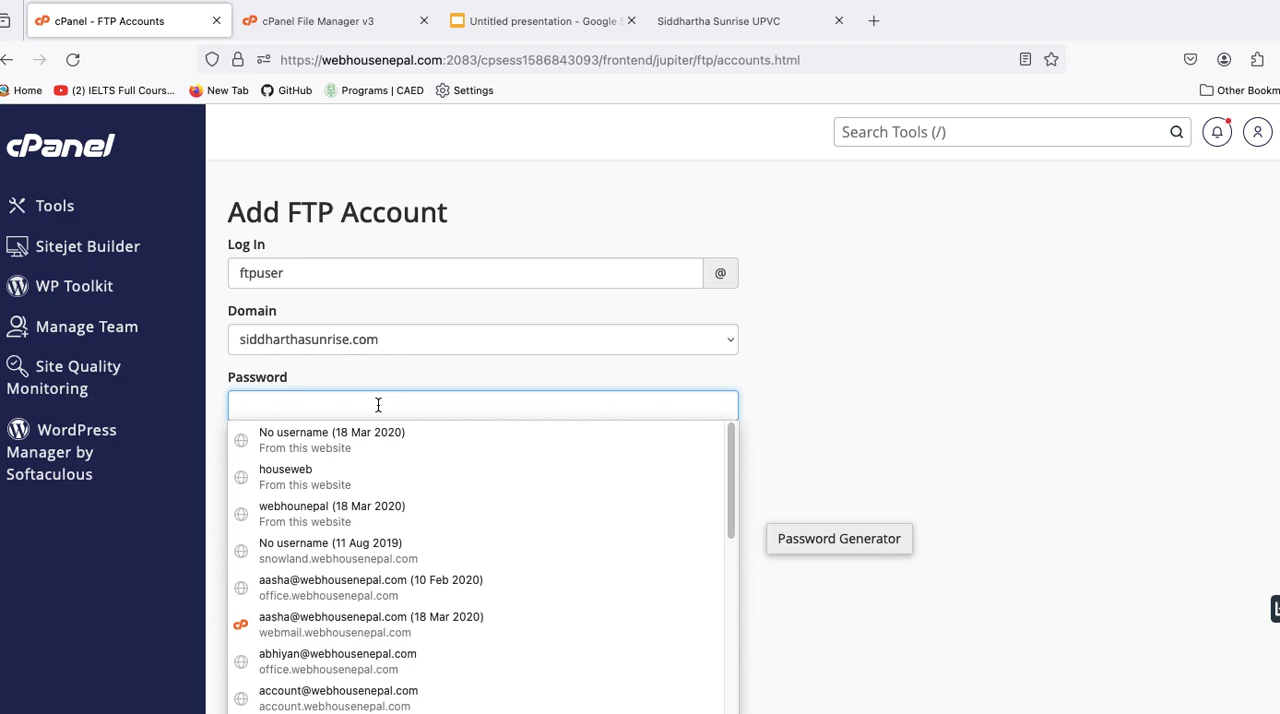 cPanel - FTP Accounts
cPanel File Manager v3
Untitled presentation - Google S
Siddhartha Sunrise UPVC
https://webhousenepal.com:2083/cpsess1586843093/frontend/jupiter/ftp/accounts.html
Home
(2) IELTS Full Cours...
New Tab
GitHub
Programs | CAED
Settings
Other Bookm
cPanel
Search Tools (/)
Tools
Sitejet Builder
WP Toolkit
Manage Team
Site Quality
Monitoring
WordPress
Manager by
Softaculous
Add FTP Account
Log In
ftpuser @
Domain
siddharthasunrise.com
Password
No username (18 Mar 2020)
From this website
houseweb
From this website
webhounepal (18 Mar 2020)
From this website
No username (11 Aug 2019)
snowland.webhousenepal.com
aasha@webhousenepal.com (10 Feb 2020)
office.webhousenepal.com
aasha@webhousenepal.com (18 Mar 2020)
webmail.webhousenepal.com
abhiyan@webhousenepal.com
office.webhousenepal.com
account@webhousenepal.com
account.webhousenepal.com
Password Generator